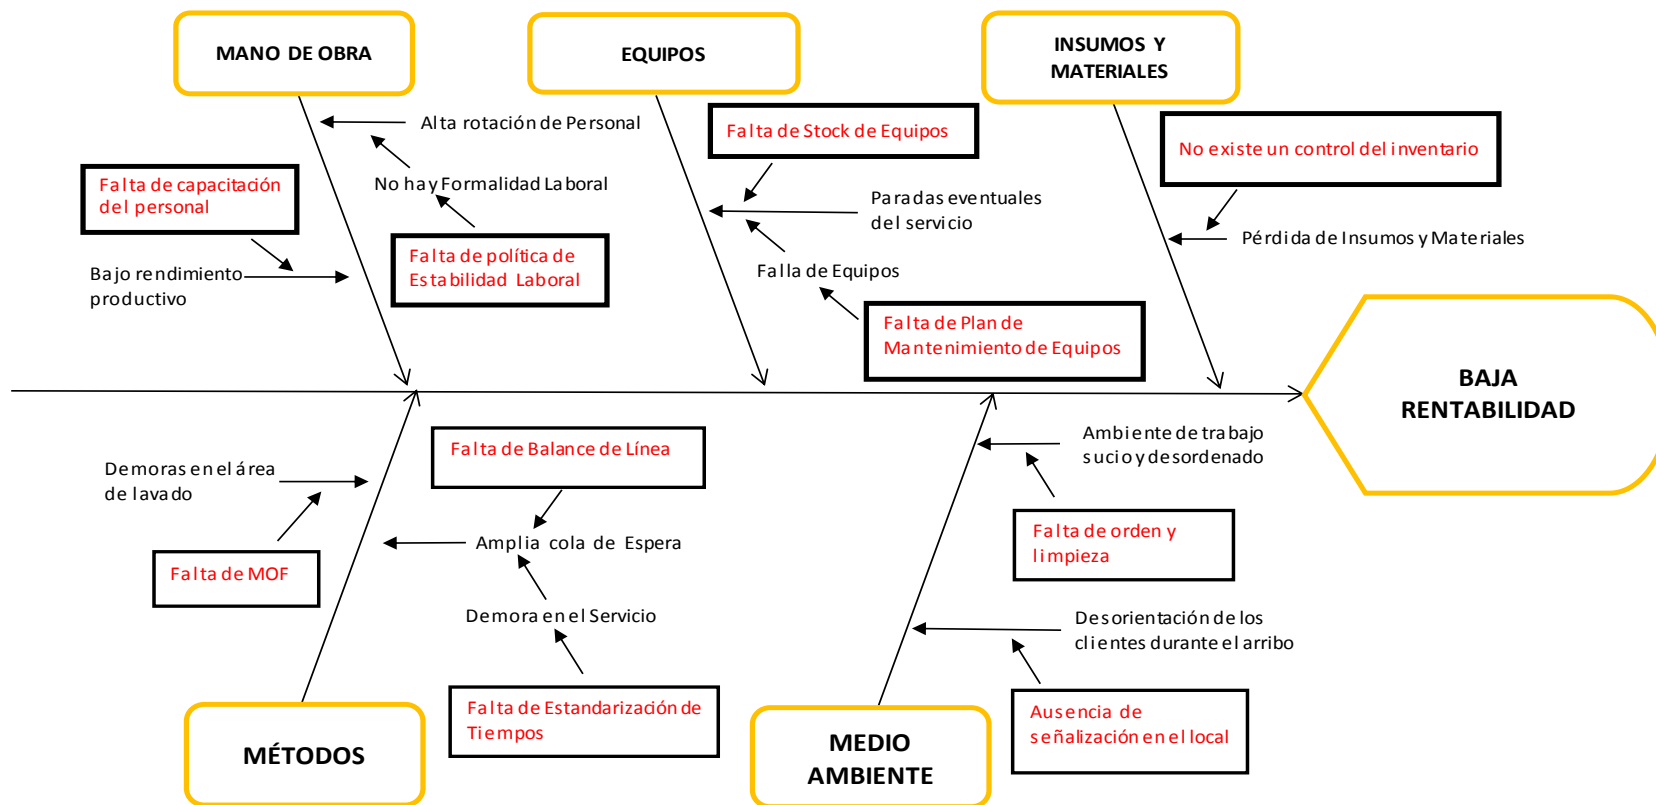 MANO DE OBRA
EQUIPOS
INSUMOS Y
MATERIALES
Alta rotación de Personal
Falta de Stock de Equipos
No existe un control del inventario
Falta de capacitación
del personal
No hay Formalidad Laboral
Paradas eventuales
del servicio
Pérdida de Insumos y Materiales
Falta de política de
Estabilidad Laboral
Bajo rendimiento
productivo
Falla de Equipos
Falta de Plan de
Mantenimiento de Equipos
BAJA
RENTABILIDAD
Falta de Balance de Línea
Ambiente de trabajo
sucio y desordenado
Demoras en el área
de lavado
Amplia cola de Espera
Falta de orden y
limpieza
Falta de MOF
Demora en el Servicio
Desorientación de los
clientes durante el arribo
Falta de Estandarización de
Tiempos
Ausencia de
señalización en el local
MÉTODOS
MEDIO
AMBIENTE